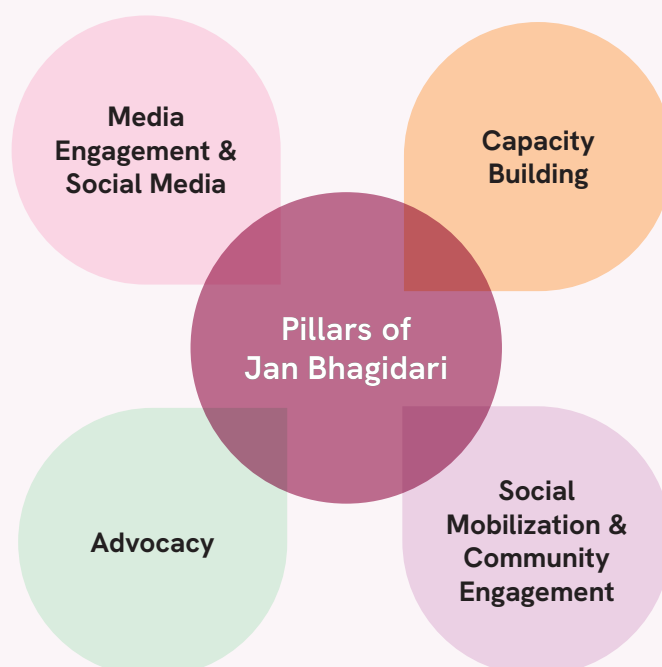 Media
Engagement &
Social Media
Capacity
Building
Pillars of
Jan Bhagidari
Advocacy
Social
Mobilization &
Community
Engagement